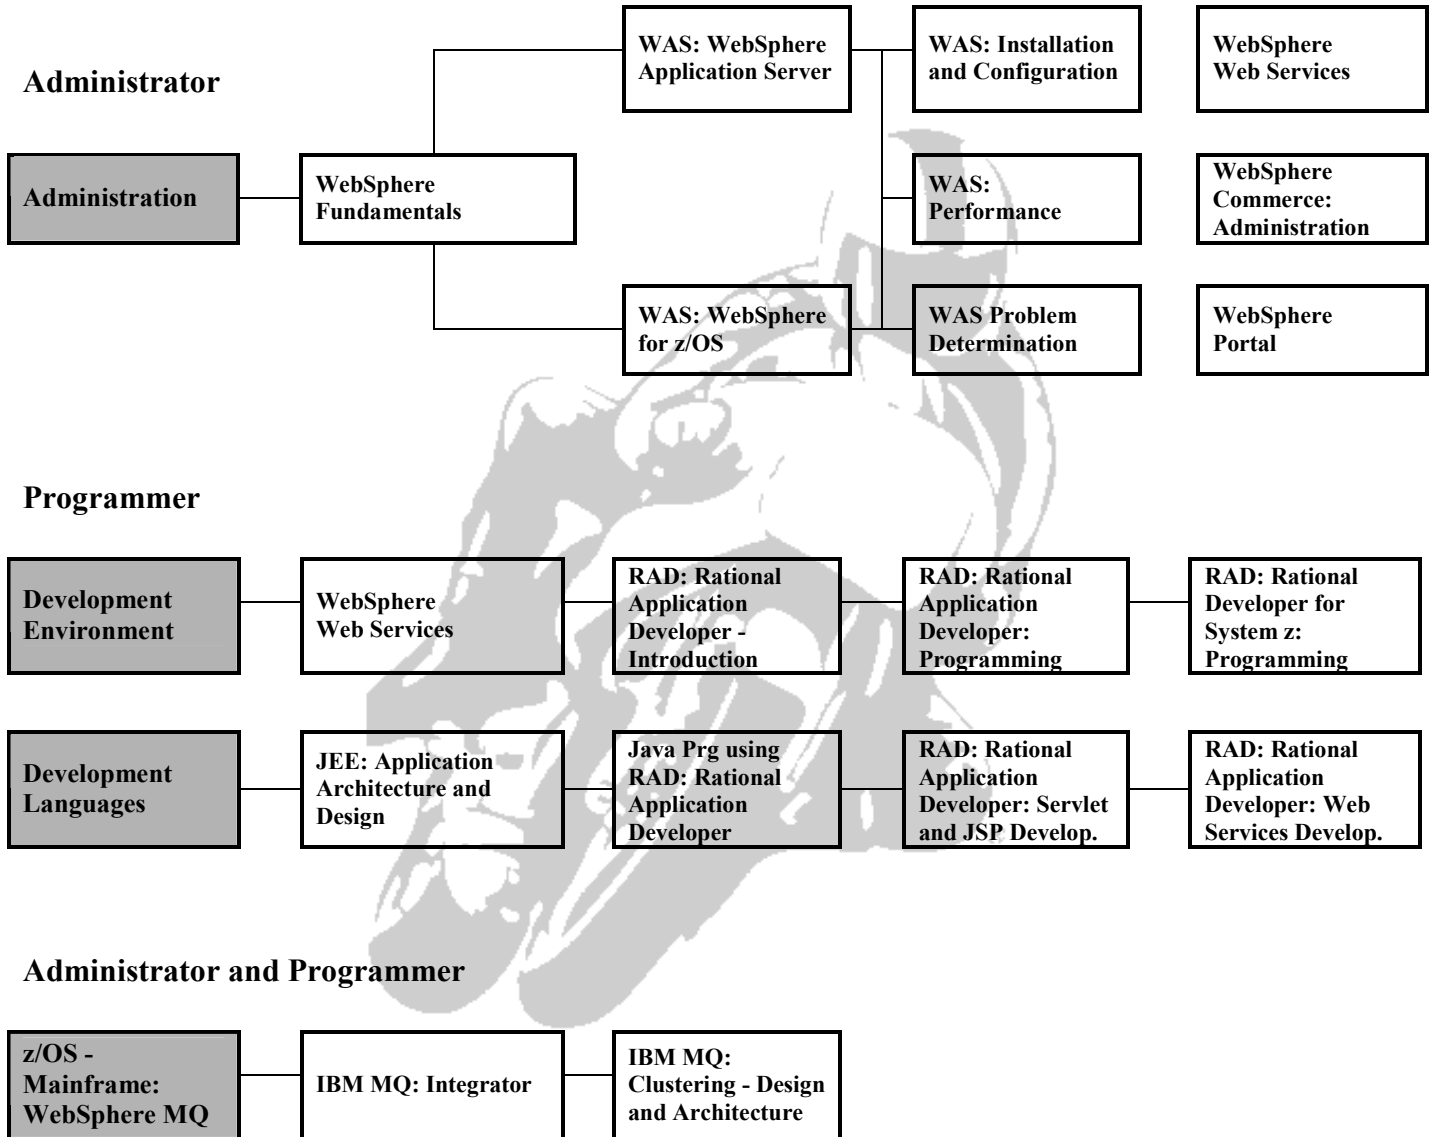 Administrator
WAS: WebSphere
Application Server
WAS: Installation
and Configuration
WebSphere
Web Services
Administration
WebSphere
Fundamentals
WAS:
Performance
WebSphere
Commerce:
Administration
WAS: WebSphere
for z/OS
WAS Problem
Determination
WebSphere
Portal
Programmer
Development
Environment
WebSphere
Web Services
RAD: Rational
Application
Developer -
Introduction
RAD: Rational
Application
Developer:
Programming
RAD: Rational
Developer for
System z:
Programming
Development
Languages
JEE: Application
Architecture and
Design
Java Prg using
RAD: Rational
Application
Developer
RAD: Rational
Application
Developer: Servlet
and JSP Develop.
RAD: Rational
Application
Developer: Web
Services Develop.
Administrator and Programmer
z/OS -
Mainframe:
WebSphere MQ
IBM MQ: Integrator
IBM MQ:
Clustering - Design
and Architecture